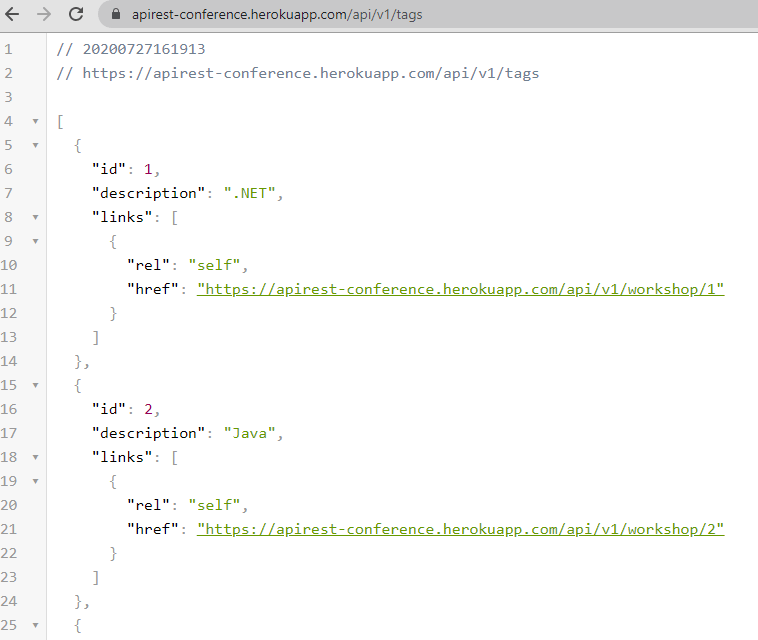 apirest-conference.herokuapp.com/api/v1/tags
1 // 20200727161913
2 // https://apirest-conference.herokuapp.com/api/v1/tags
3
4 [
5 {
6 "id": 1,
7 "description": ".NET",
8 "links": [
9 {
10 "rel": "self",
11 "href": "https://apirest-conference.herokuapp.com/api/v1/workshop/1"
12 }
13 ]
14 },
15 {
16 "id": 2,
17 "description": "Java",
18 "links": [
19 {
20 "rel": "self",
21 "href": "https://apirest-conference.herokuapp.com/api/v1/workshop/2"
22 }
23 ]
24 },
25 {